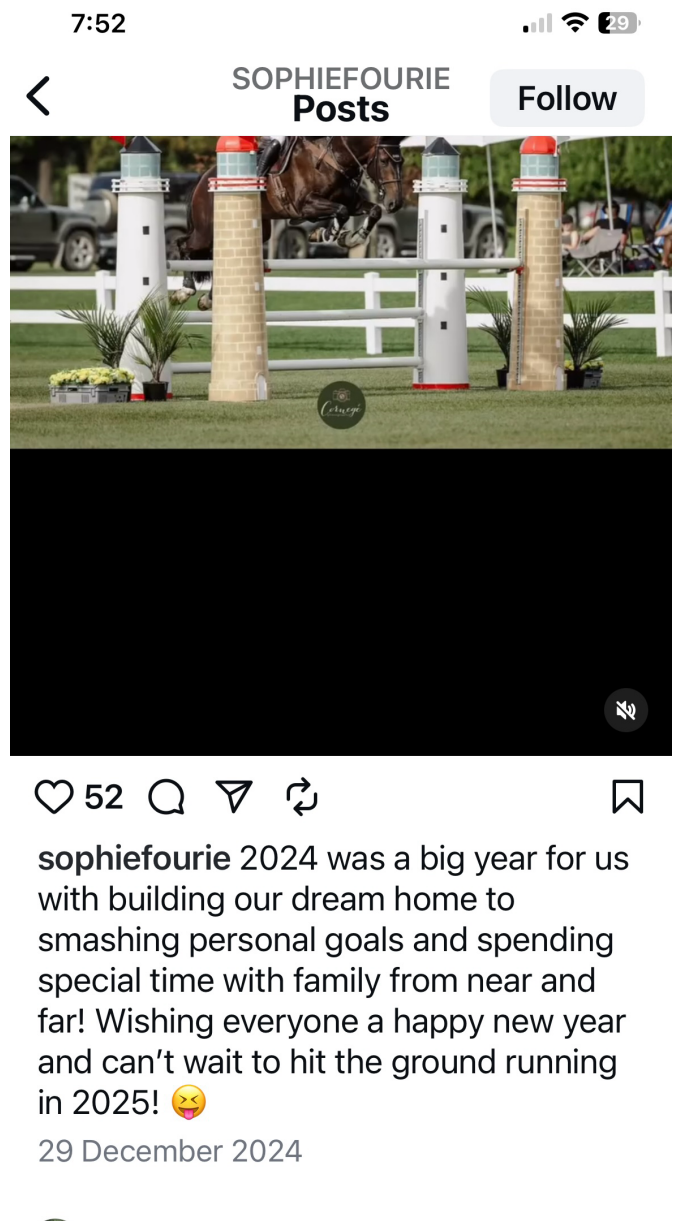 7:52
29
SOPHIEFOURIE
Posts
Follow
52
sophiefourie 2024 was a big year for us
with building our dream home to
smashing personal goals and spending
special time with family from near and
far! Wishing everyone a happy new year
and can’t wait to hit the ground running
in 2025! 😝
29 December 2024